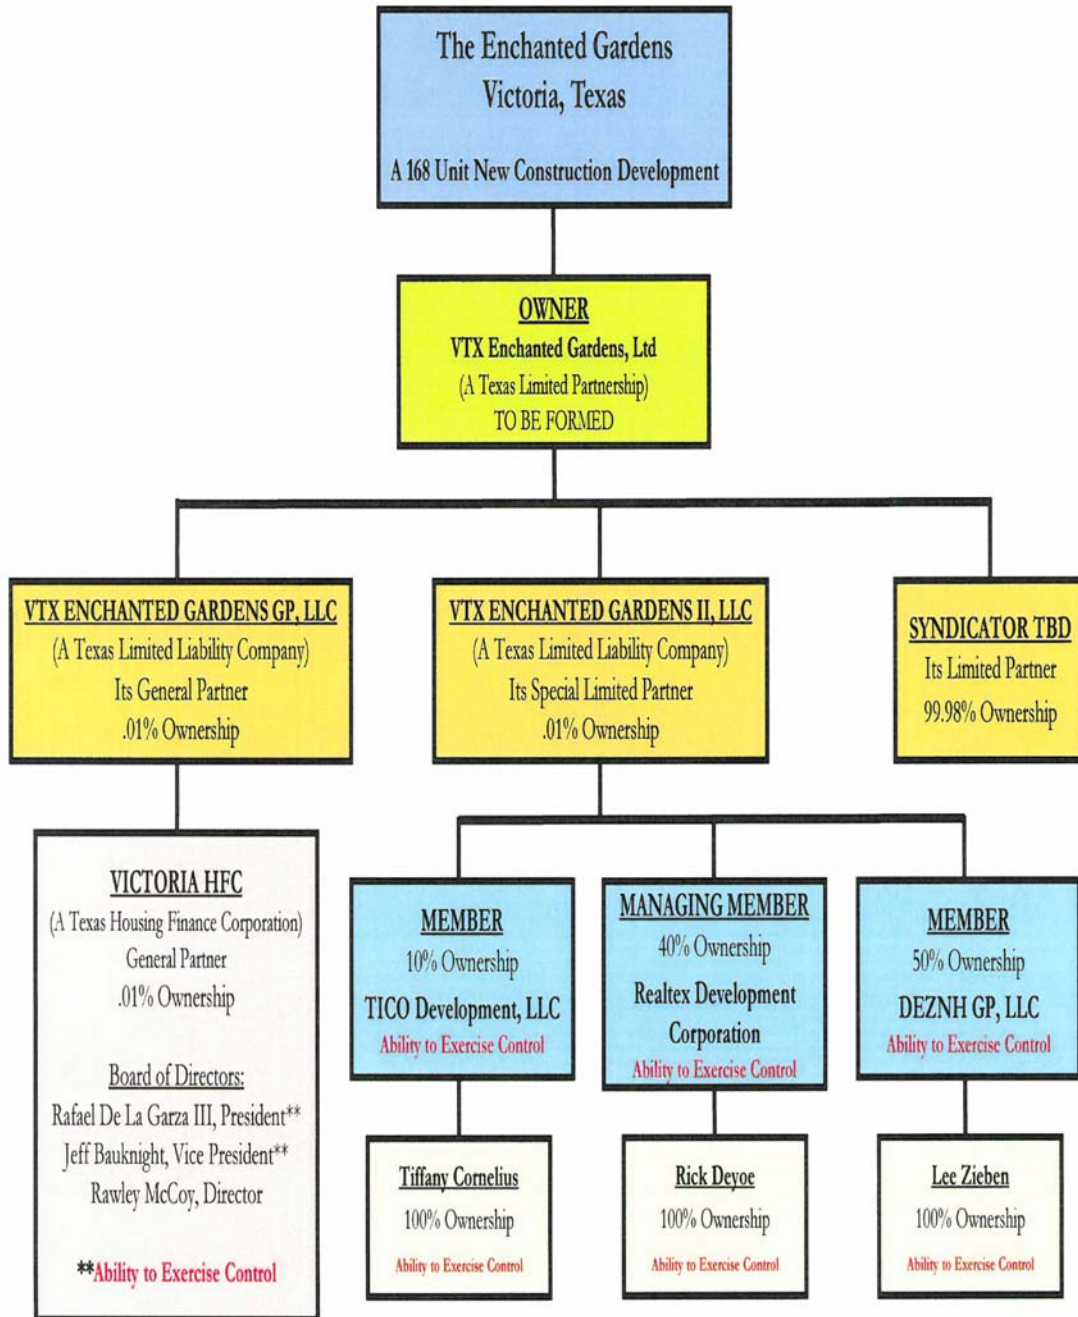 The Enchanted Gardens
Victoria, Texas
A 168 Unit New Construction Development
OWNER
VTX Enchanted Gardens, Ltd
(A Texas Limited Partnership)
TO BE FORMED
VTX ENCHANTED GARDENS GP, LLC
(A Texas Limited Liability Company)
Its General Partner
.01% Ownership
VTX ENCHANTED GARDENS II, LLC
(A Texas Limited Liability Company)
Its Special Limited Partner
.01% Ownership
SYNDICATOR TBD
Its Limited Partner
99.98% Ownership
VICTORIA HFC
(A Texas Housing Finance Corporation)
General Partner
.01% Ownership
Board of Directors:
Rafael De La Garza III, President**
Jeff Bauknight, Vice President**
Rawley McCoy, Director
**Ability to Exercise Control
MEMBER
10% Ownership
TICO Development, LLC
Ability to Exercise Control
MANAGING MEMBER
40% Ownership
Realtex Development
Corporation
Ability to Exercise Control
MEMBER
50% Ownership
DEZNH GP, LLC
Ability to Exercise Control
Tiffany Cornelius
100% Ownership
Ability to Exercise Control
Rick Deyoe
100% Ownership
Ability to Exercise Control
Lee Zieben
100% Ownership
Ability to Exercise Control